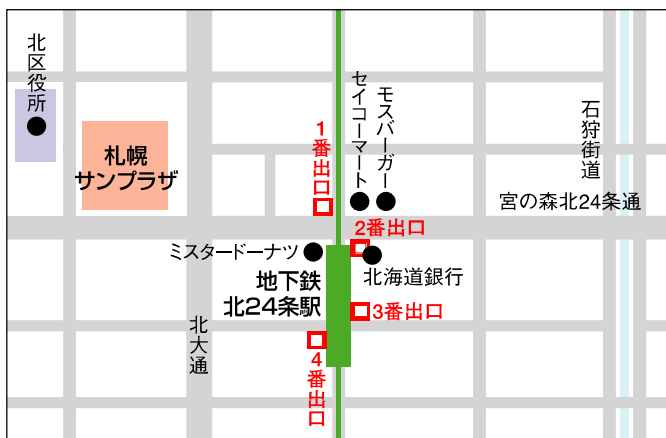 北区役所
札幌
サンプラザ
1番出口
セイコーマート
モスバーガー
石狩街道
宮の森北24条通
2番出口
ミスタードーナツ
北海道銀行
地下鉄
北24条駅
3番出口
北大通
4番出口